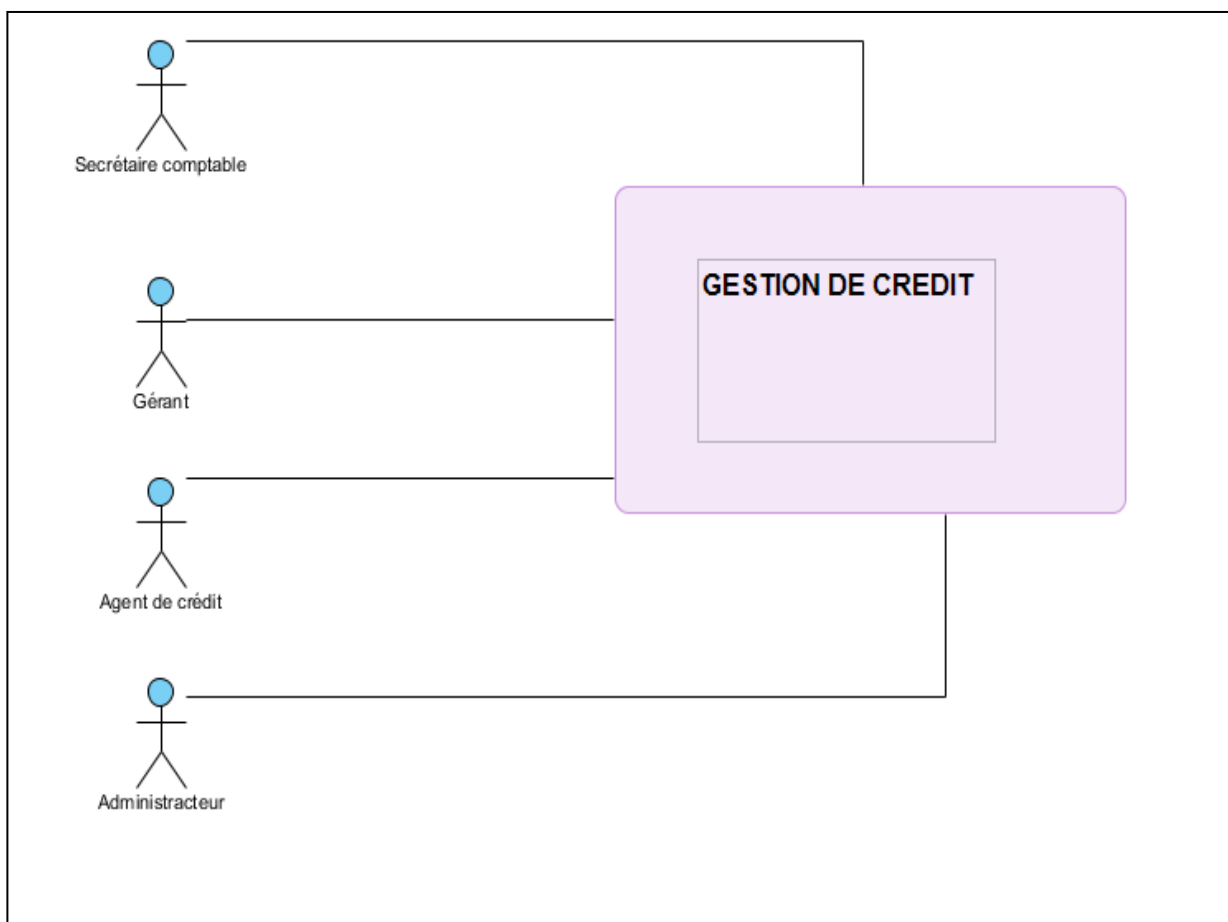 Secrétaire comptable
GESTION DE CREDIT
Gérant
Agent de crédit
Administracteur